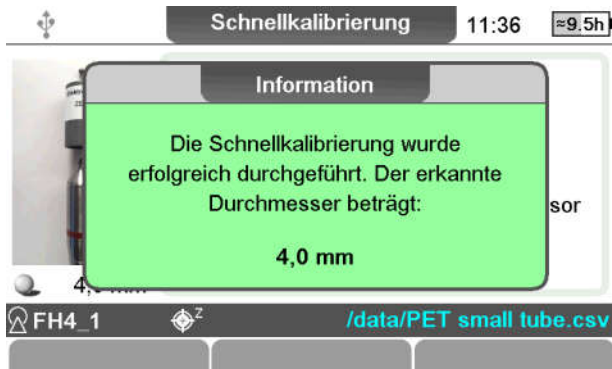 Schnellkalibrierung 11:36 ≈9.5h
Information
Die Schnellkalibrierung wurde
erfolgreich durchgeführt. Der erkannte
Durchmesser beträgt:
sor
4,0 mm
FH4_1 Z /data/PET small tube.csv